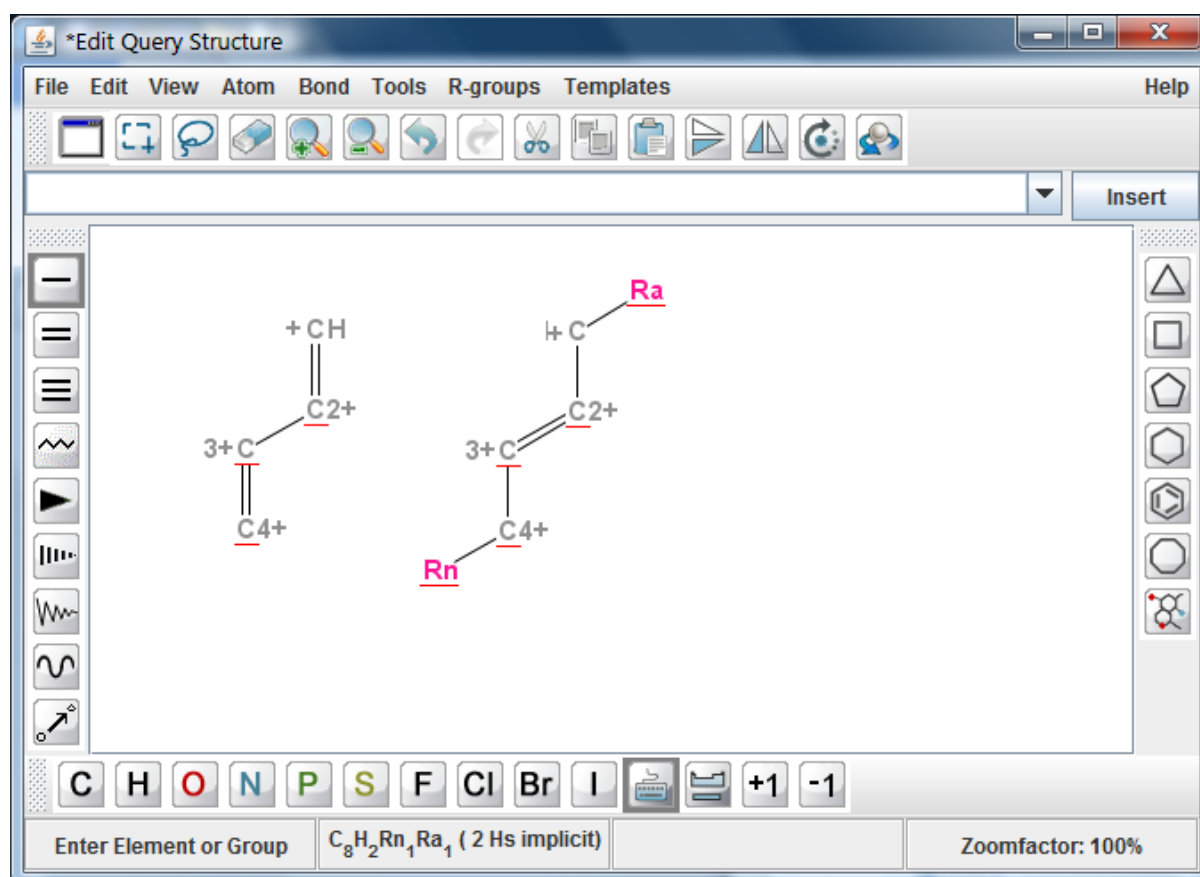 *Edit Query Structure
File Edit View Atom Bond Tools R-groups Templates Help
Insert
Ra
+ CH
+ C
C2+
C2+
3+ C
3+ C
C4+
C4+
Rn
C H O N P S F Cl Br I +1 -1
Enter Element or Group
C8H2Rn1Ra1 ( 2 Hs implicit)
Zoomfactor: 100%